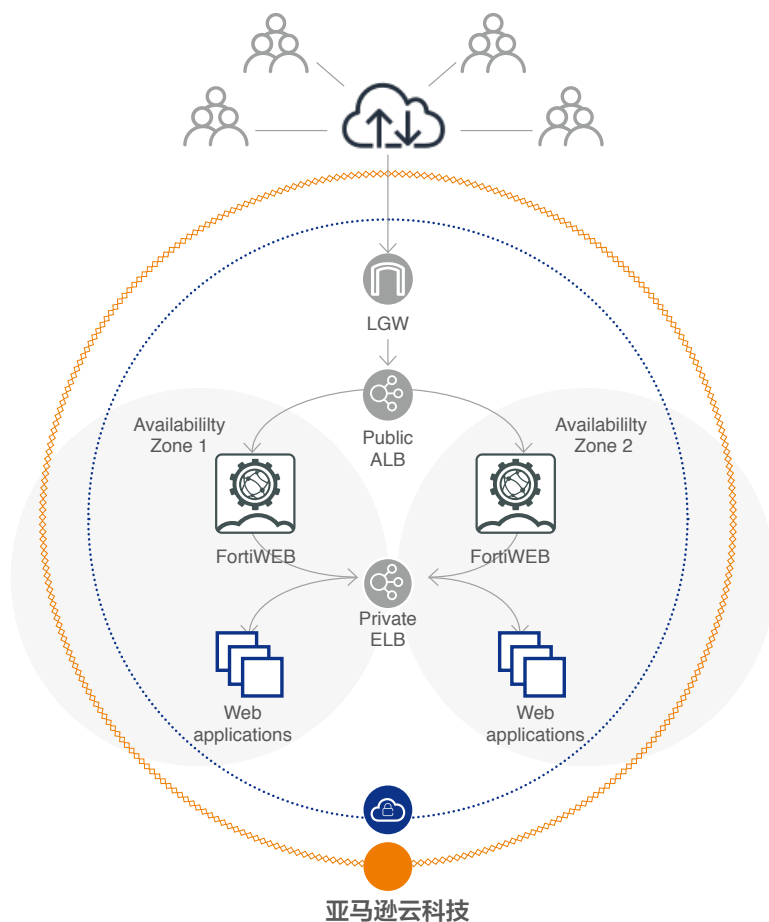 LGW
Availabililty
Zone 1
Public
ALB
Availabililty
Zone 2
FortiWEB
FortiWEB
Private
ELB
Web
applications
Web
applications
亚马逊云科技